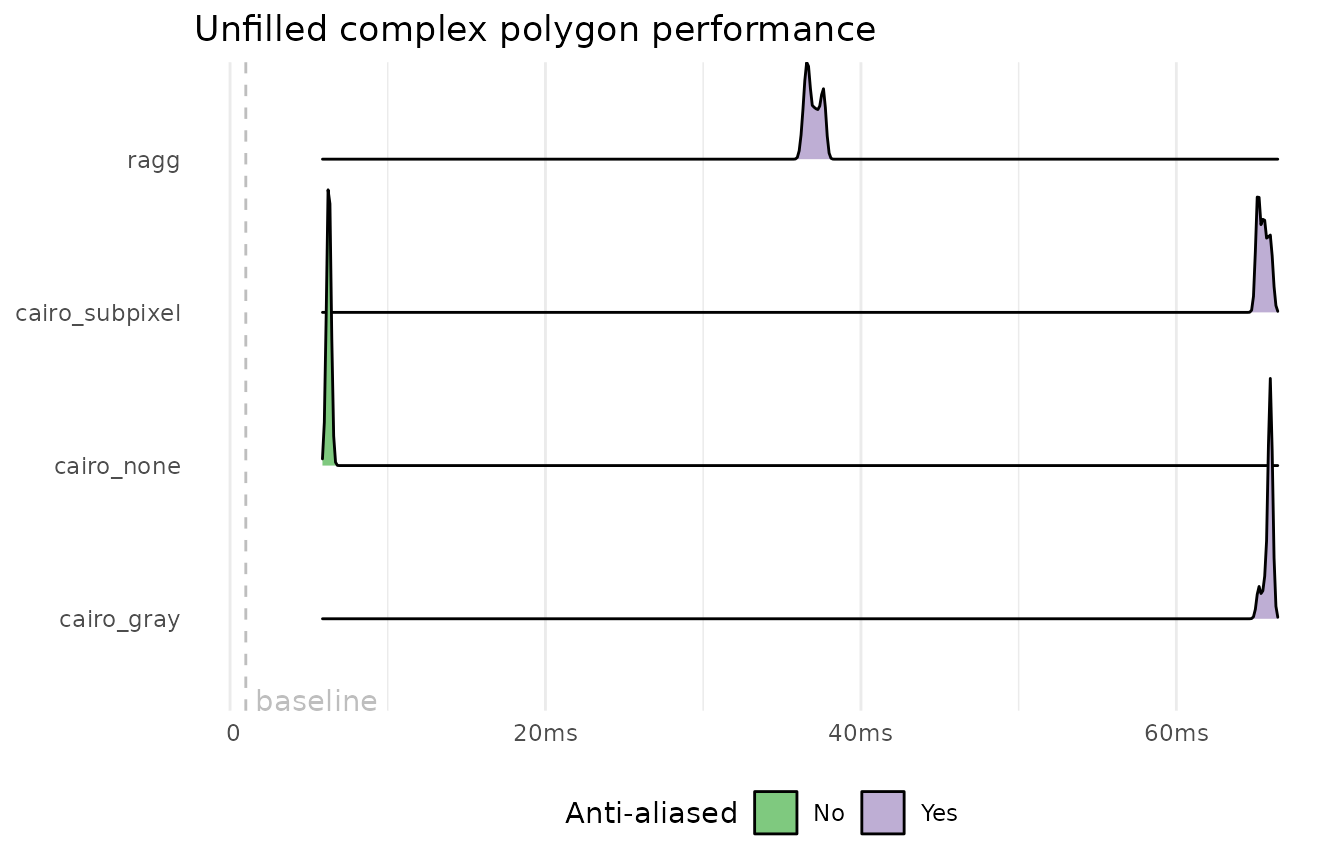 Unfilled complex polygon performance
ragg
cairo_subpixel
cairo_none
cairo_gray
baseline
0 20ms 40ms 60ms
Anti-aliased No Yes